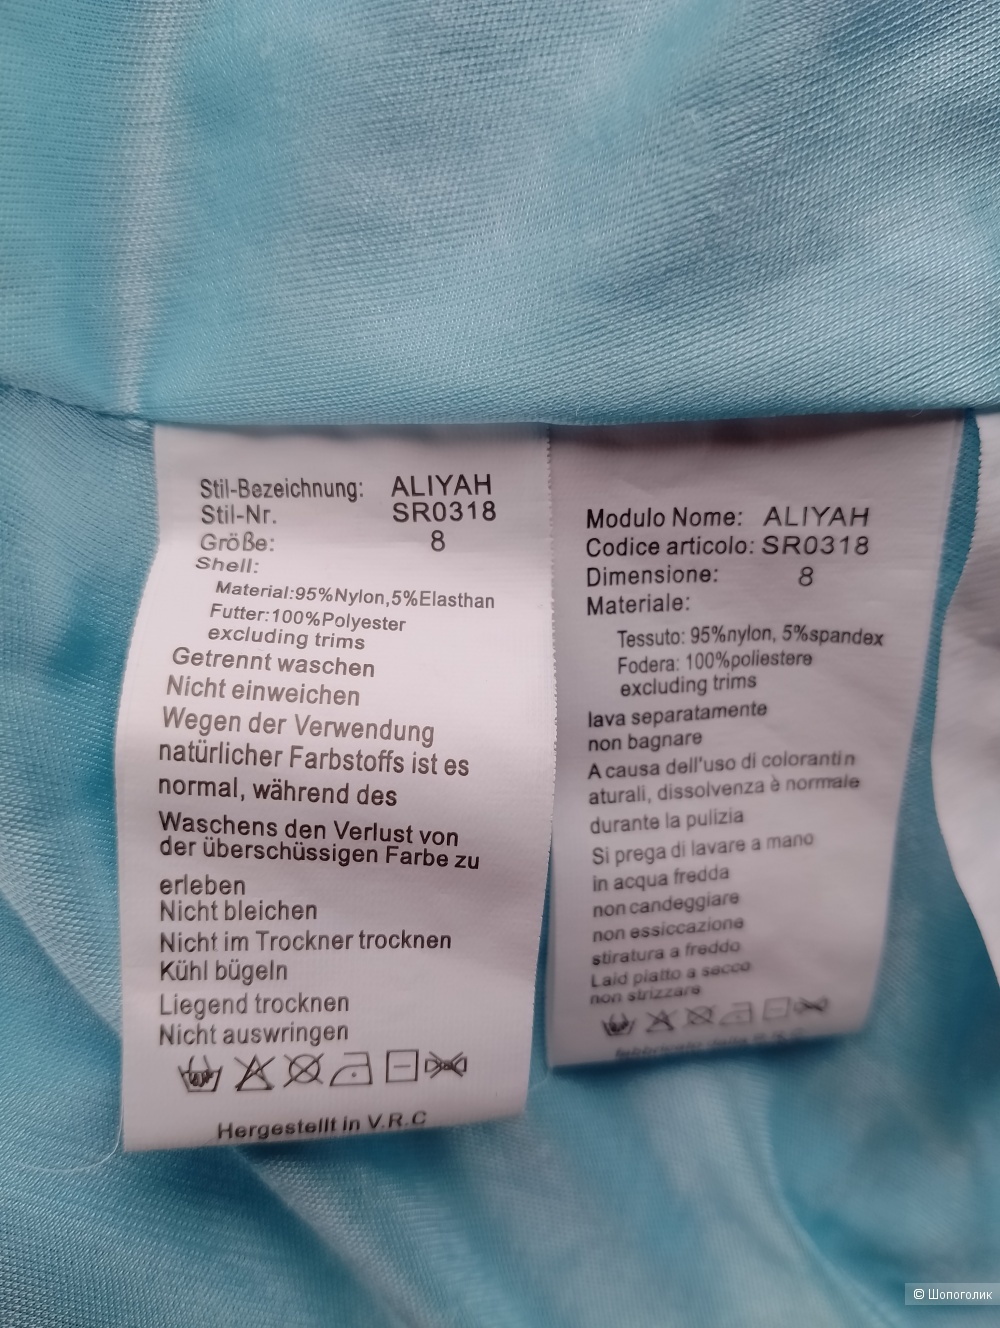 Stil-Bezeichnung: ALIYAH
Stil-Nr. SR0318
Größe: 8
Shell:
Material:95%Nylon,5%Elasthan
Futter:100%Polyester
excluding trims
Getrennt waschen
Nicht einweichen
Wegen der Verwendung
natürlicher Farbstoffs ist es
normal, während des
Waschens den Verlust von
der überschüssigen Farbe zu
erleben
Nicht bleichen
Nicht im Trockner trocknen
Kühl bügeln
Liegend trocknen
Nicht auswringen
Hergestellt in V.R.C
Modulo Nome: ALIYAH
Codice articolo: SR0318
Dimensione: 8
Materiale:
Tessuto: 95%nylon, 5%spandex
Fodera: 100%poliestere
excluding trims
lava separatamente
non bagnare
A causa dell'uso di colorantin
aturali, dissolvenza è normale
durante la pulizia
Si prega di lavare a mano
in acqua fredda
non candeggiare
non essiccazione
stiratura a freddo
Laid piatto a secco
non strizzare
© Шопоголик